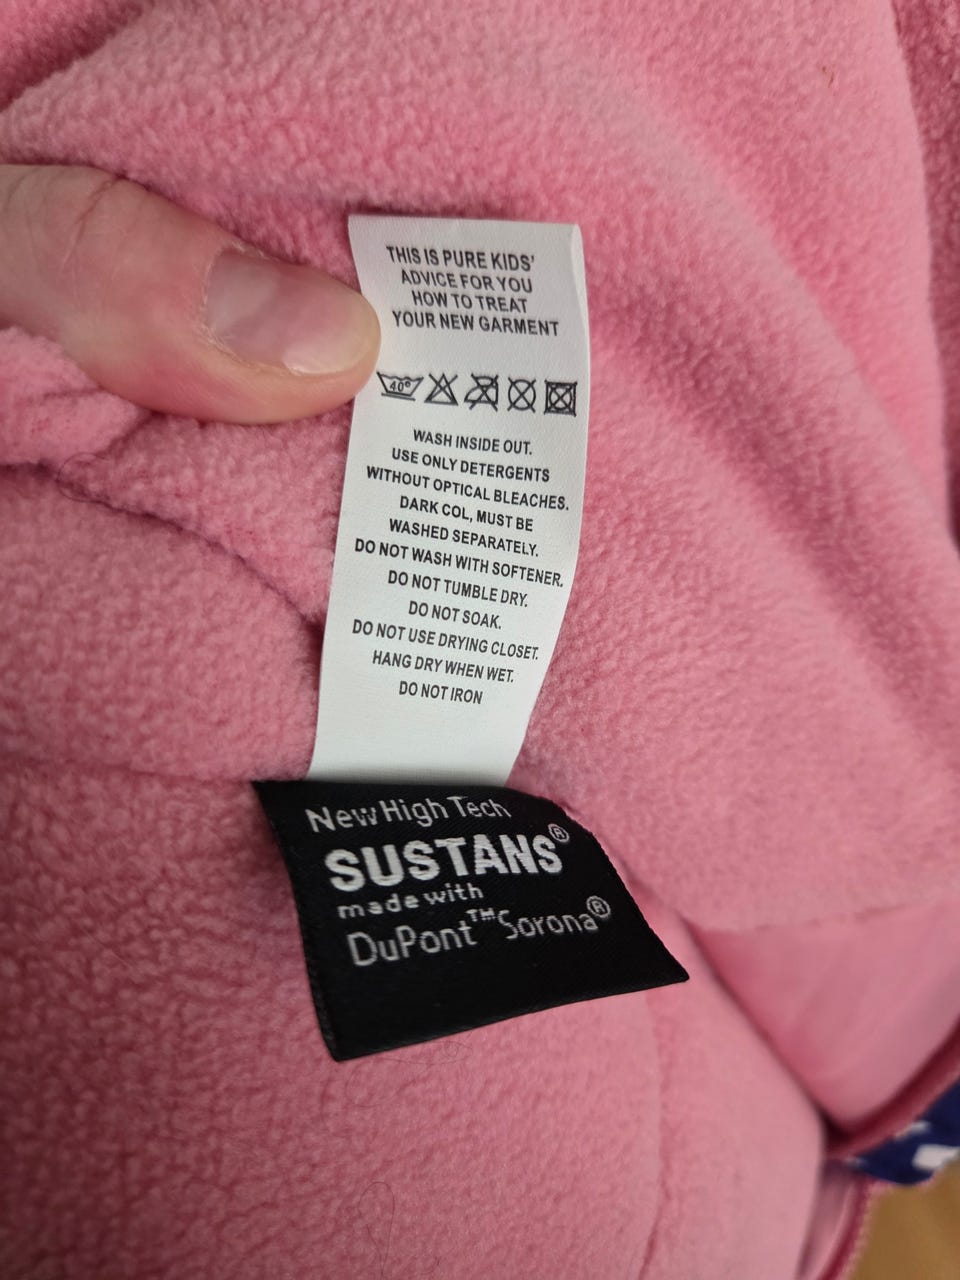 THIS IS PURE KIDS'
ADVICE FOR YOU
HOW TO TREAT
YOUR NEW GARMENT
40°
WASH INSIDE OUT.
USE ONLY DETERGENTS
WITHOUT OPTICAL BLEACHES.
DARK COL, MUST BE
WASHED SEPARATELY.
DO NOT WASH WITH SOFTENER.
DO NOT TUMBLE DRY.
DO NOT SOAK.
DO NOT USE DRYING CLOSET.
HANG DRY WHEN WET.
DO NOT IRON
New High Tech
SUSTANS®
made with
DuPont™ Sorona®